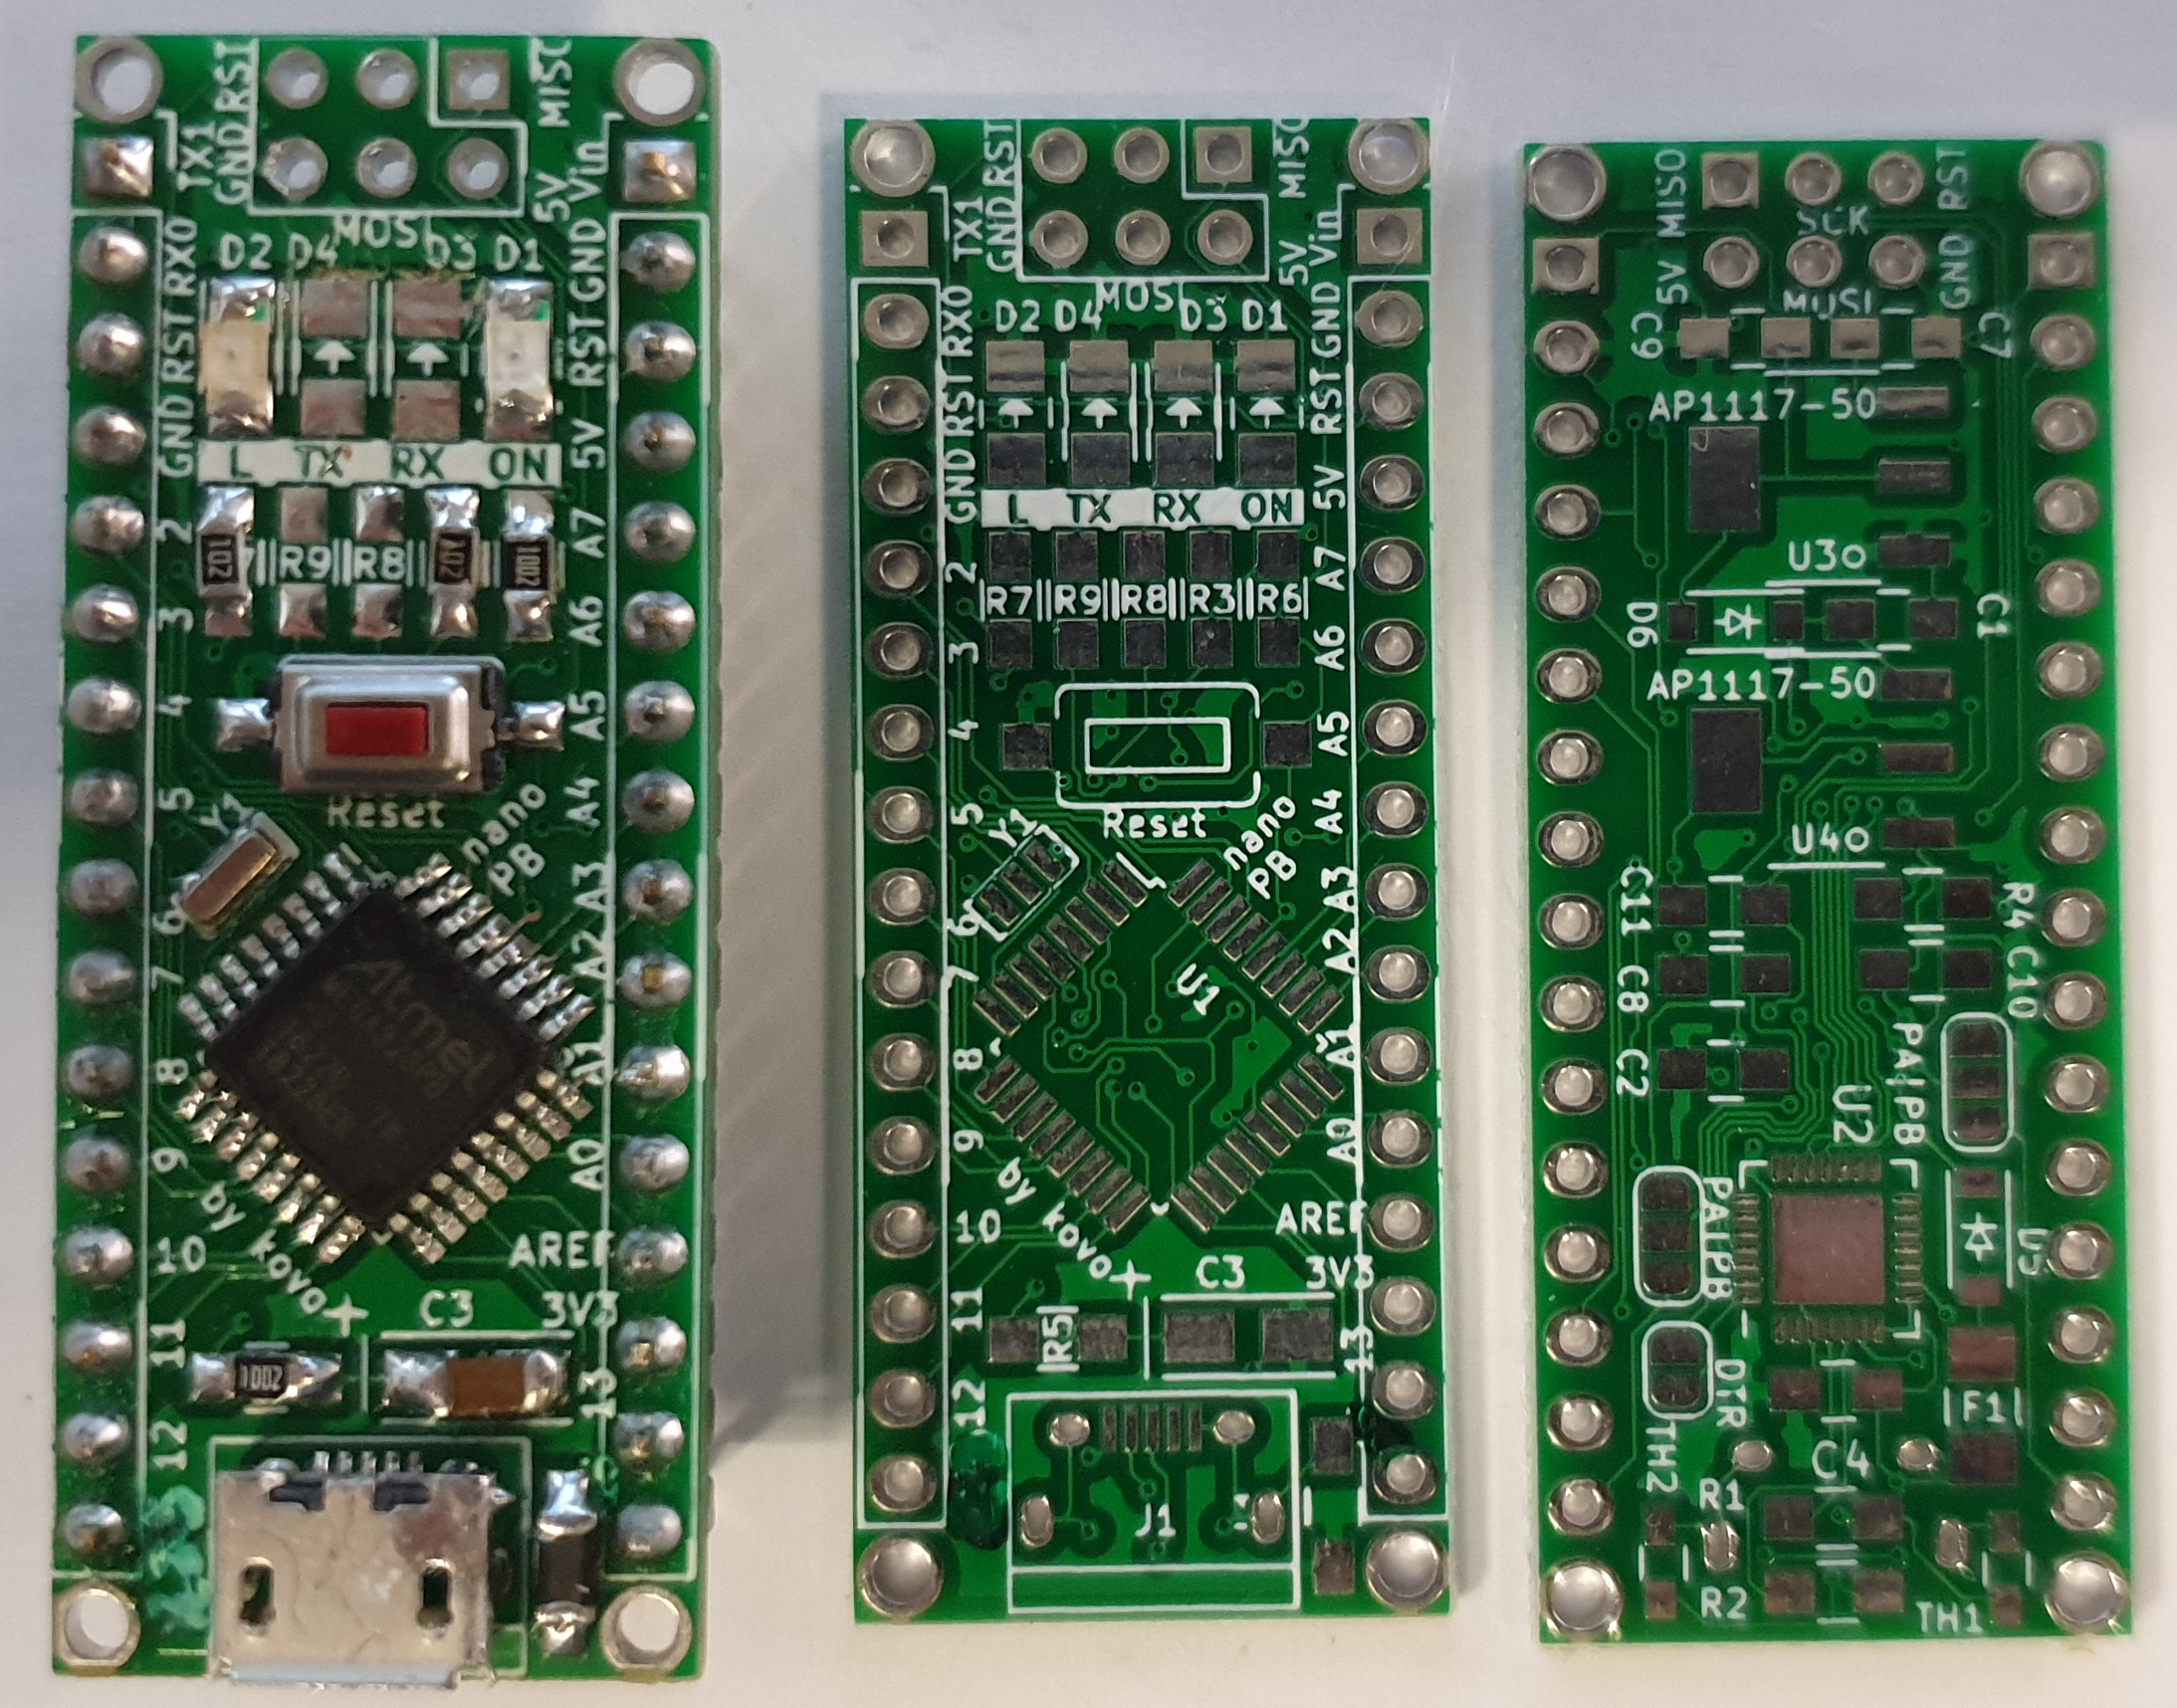 RST
MISO
TX1
GND
5V
Vin
MOSI
RX0
D2 D4 D3 D1
GND
RST
RST
GND
L TX RX ON
5V
2
102
R9
R8
A02
1002
A7
3
A6
4
A5
Reset
5
A4
Y1
nano
PB
6
A3
Atmel
7
A2
8
A1
9
A0
by kovo
10
AREF
+
C3
3V3
11
1002
13
12
RST
MISO
TX1
GND
5V
Vin
MOSI
RX0
D2 D4 D3 D1
GND
RST
RST
GND
L TX RX ON
5V
2
R7 R9 R8 R3 R6
A7
3
A6
4
A5
Reset
5
A4
Y1
nano
PB
6
A3
U1
7
A2
8
A1
9
A0
by kovo
10
AREF
+
C3
3V3
11
R5
13
12
J1
MISO
SCK
RST
5V
MOSI
GND
C9
C7
AP1117-50
U3
D6
C1
AP1117-50
U4
C11
R4
C8
C10
C2
U2
PA|PB
PA|PB
U5
DTR
F1
TH2
C4
R1
R2
TH1